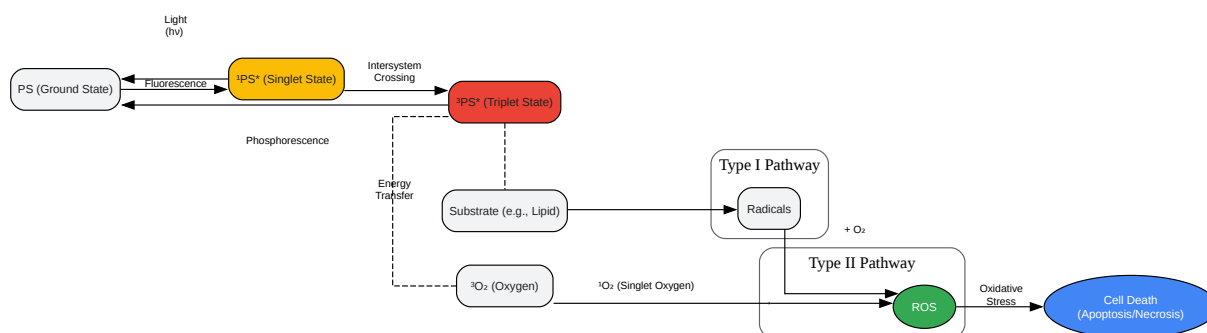 Light
(hν)
PS (Ground State)
Fluorescence
¹PS* (Singlet State)
Intersystem
Crossing
³PS* (Triplet State)
Phosphorescence
Energy
Transfer
Type I Pathway
Substrate (e.g., Lipid)
Radicals
+ O₂
Type II Pathway
³O₂ (Oxygen)
¹O₂ (Singlet Oxygen)
ROS
Oxidative
Stress
Cell Death
(Apoptosis/Necrosis)